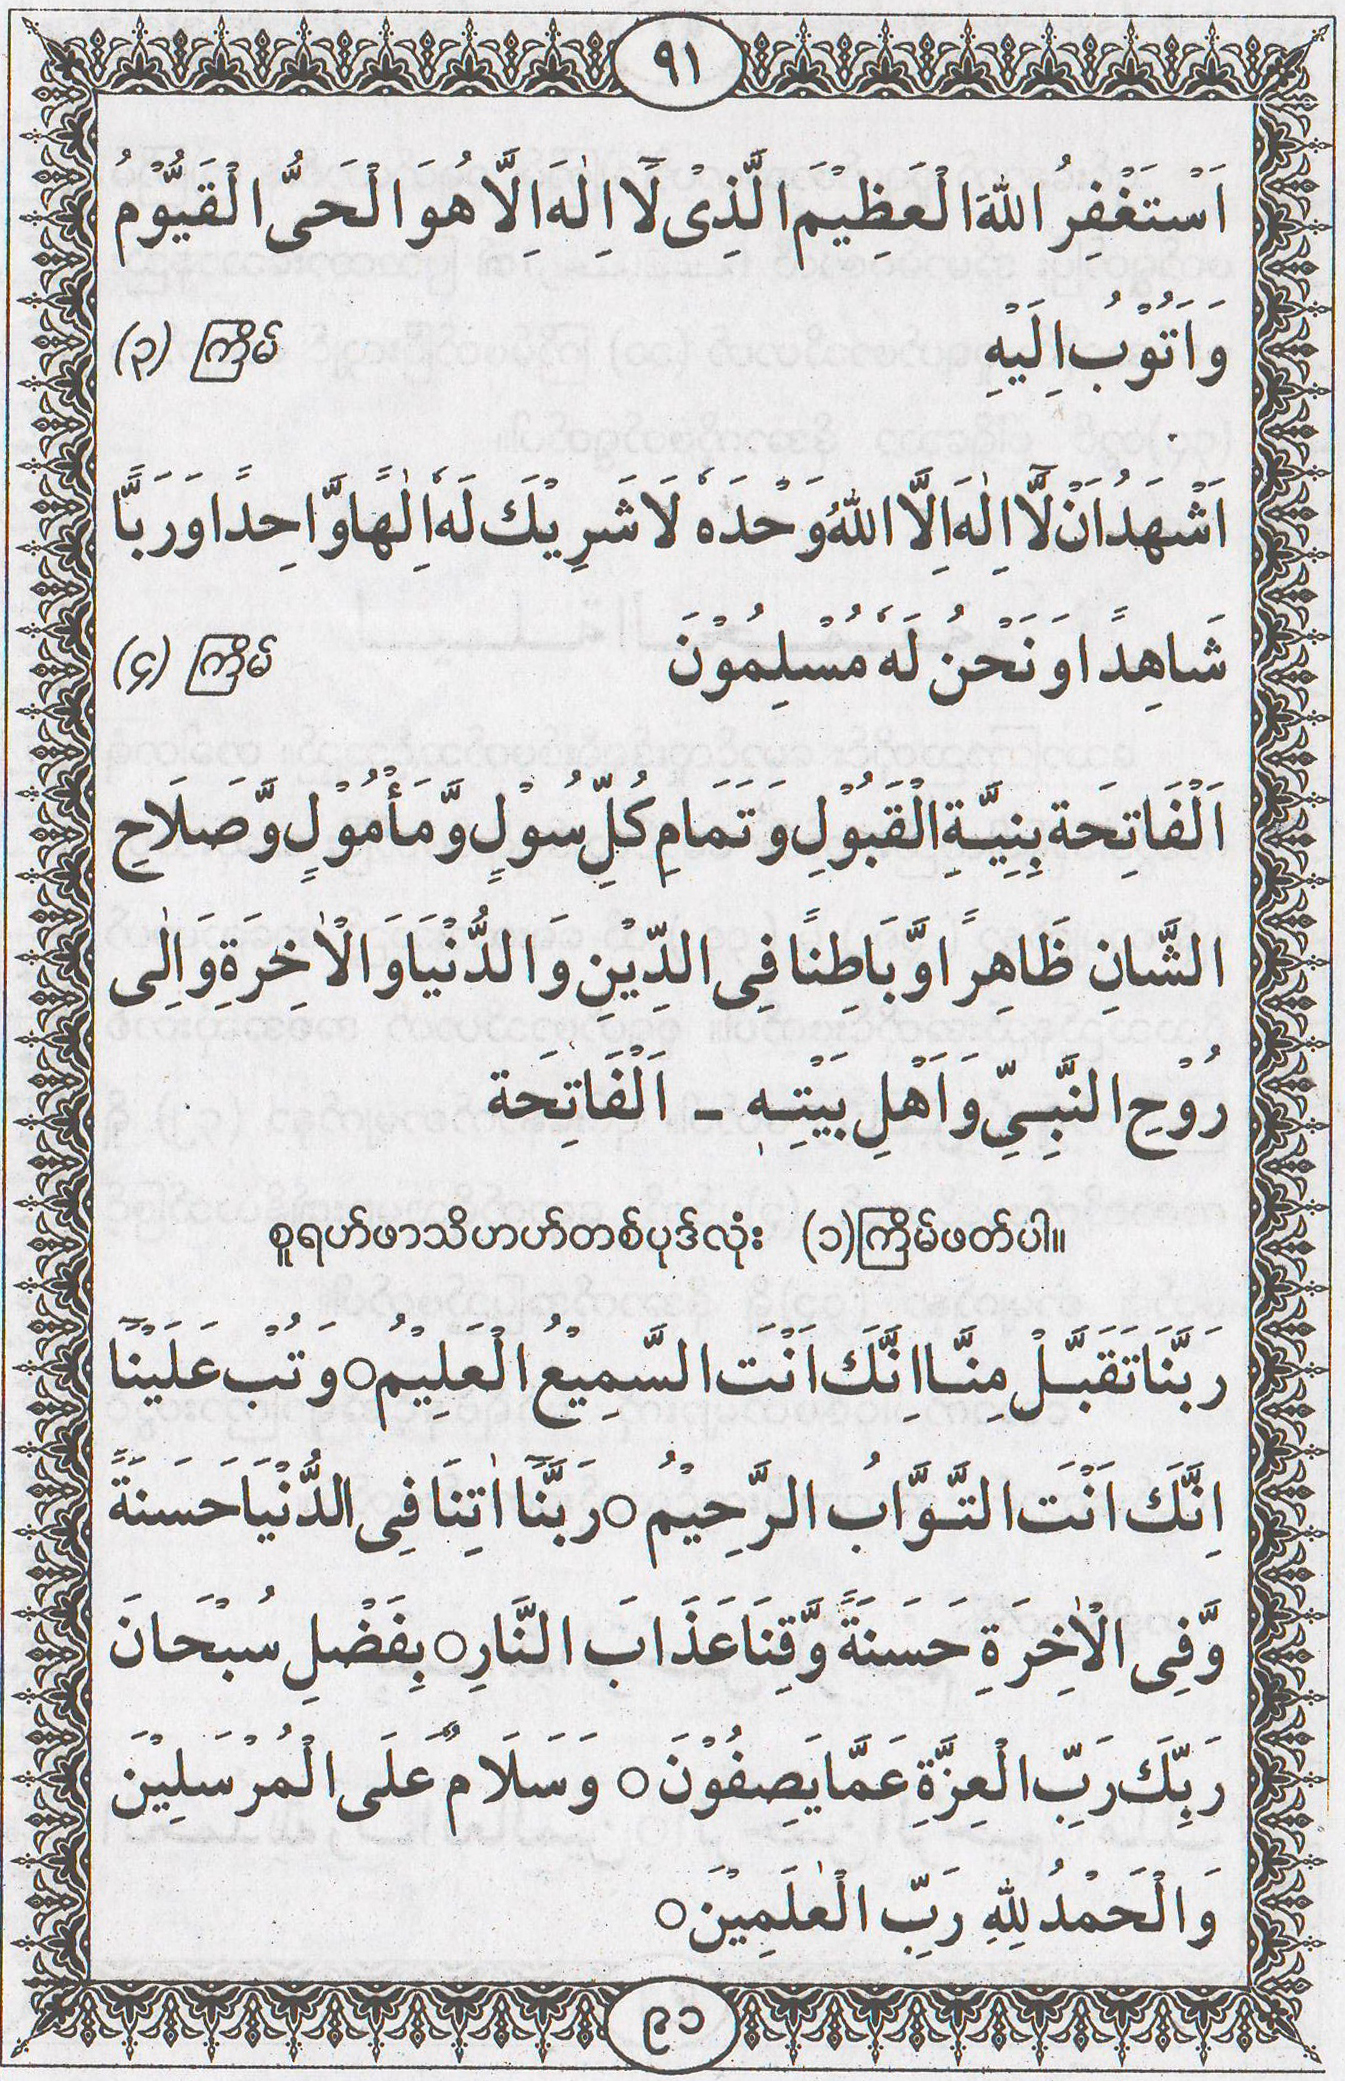 ٩١
اَسْتَغْفِرُ اللهَ الْعَظِيْمَ الَّذِىْ لَآ اِلٰهَ اِلَّا هُوَ الْحَىُّ الْقَيُّوْمُ
وَاَتُوْبُ اِلَيْهِ (၃) ကြိမ်
اَشْهَدُ اَنْ لَّآ اِلٰهَ اِلَّا اللهُ وَحْدَهٗ لَا شَرِيْكَ لَهٗ اِلٰهًا وَّاحِدًا وَرَبًّا
شَاهِدًا وَنَحْنُ لَهٗ مُسْلِمُوْنَ (၄) ကြိမ်
اَلْفَاتِحَة بِنِيَّةِ الْقَبُوْلِ وَتَمَامِ كُلِّ سُوْلٍ وَّمَأْمُوْلٍ وَّصَلَاحِ
الشَّانِ ظَاهِرًا وَّبَاطِنًا فِى الدِّيْنِ وَالدُّنْيَا وَالْاٰخِرَةِ وَاِلٰى
رُوْحِ النَّبِىِّ وَاَهْلِ بَيْتِهٖ - اَلْفَاتِحَة
စူရဟ်ဖာသိဟဟ်တစ်ပုဒ်လုံး (၁)ကြိမ်ဖတ်ပါ။
رَبَّنَا تَقَبَّلْ مِنَّا اِنَّكَ اَنْتَ السَّمِيْعُ الْعَلِيْمُ○ وَتُبْ عَلَيْنَآ
اِنَّكَ اَنْتَ التَّوَّابُ الرَّحِيْمُ○ رَبَّنَآ اٰتِنَا فِى الدُّنْيَا حَسَنَةً
وَّفِى الْاٰخِرَةِ حَسَنَةً وَّقِنَا عَذَابَ النَّارِ○ بِفَضْلِ سُبْحَانَ
رَبِّكَ رَبِّ الْعِزَّةِ عَمَّا يَصِفُوْنَ○ وَسَلَامٌ عَلَى الْمُرْسَلِيْنَ
وَالْحَمْدُ لِلّٰهِ رَبِّ الْعٰلَمِيْنَ○
၉၁